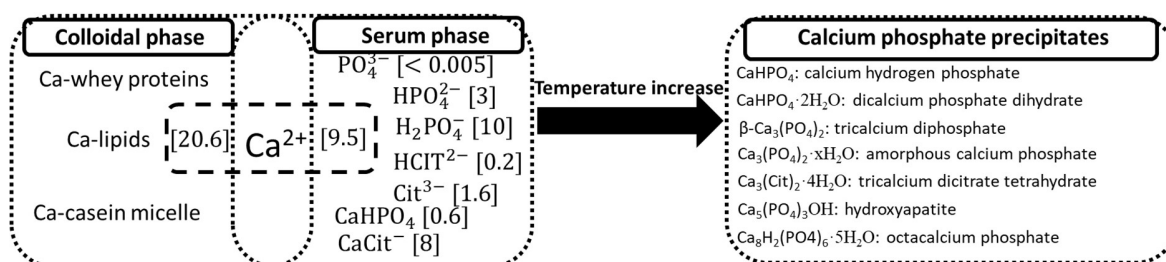 Colloidal phase
Ca-whey proteins
Ca-lipids
Ca-casein micelle
[20.6] Ca²⁺ [9.5]
Serum phase
PO₄³⁻ [< 0.005]
HPO₄²⁻ [3]
H₂PO₄⁻ [10]
HCIT²⁻ [0.2]
Cit³⁻ [1.6]
CaHPO₄ [0.6]
CaCit⁻ [8]
Temperature increase
Calcium phosphate precipitates
CaHPO₄: calcium hydrogen phosphate
CaHPO₄·2H₂O: dicalcium phosphate dihydrate
β-Ca₃(PO₄)₂: tricalcium diphosphate
Ca₃(PO₄)₂·xH₂O: amorphous calcium phosphate
Ca₃(Cit)₂·4H₂O: tricalcium dicitrate tetrahydrate
Ca₅(PO₄)₃OH: hydroxyapatite
Ca₈H₂(PO4)₆·5H₂O: octacalcium phosphate